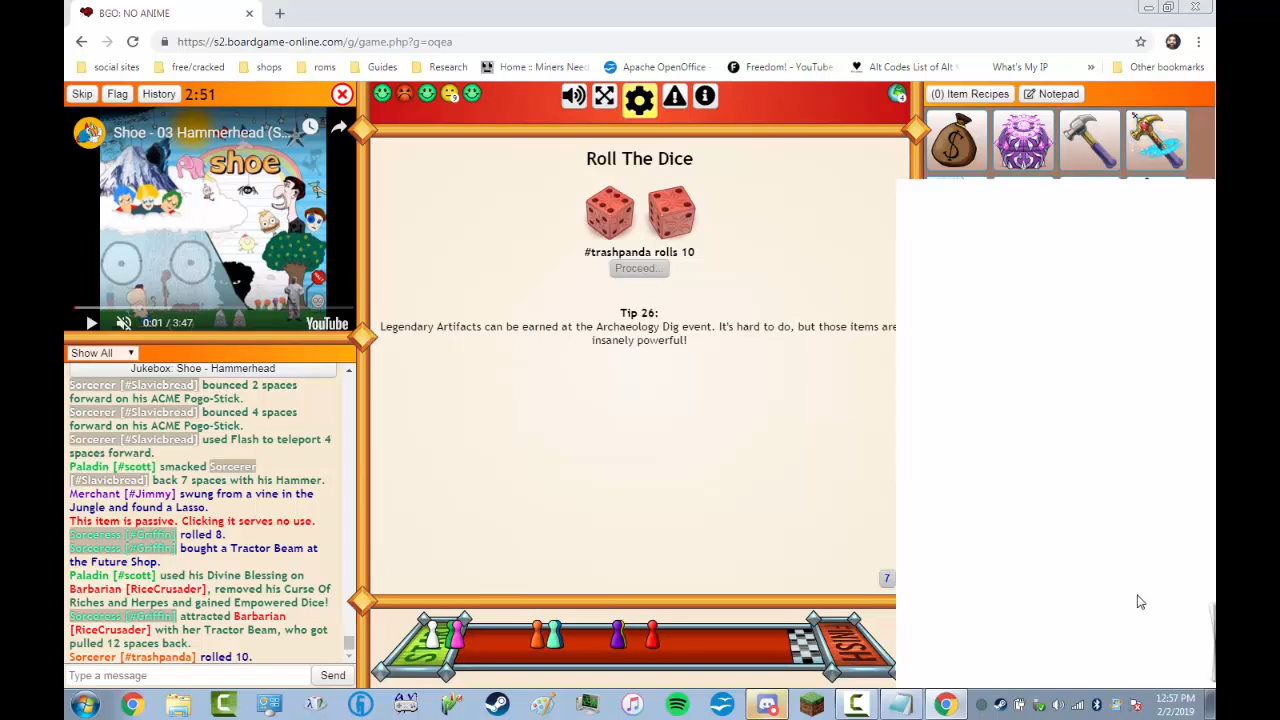 BGO: NO ANIME
https://s2.boardgame-online.com/g/game.php?g=oqea
social sites
free/cracked
shops
roms
Guides
Research
Home :: Miners Need
Apache OpenOffice -
Freedom! - YouTube
Alt Codes List of Alt
What's My IP
»
Other bookmarks
Skip
Flag
History
2:51
(0) Item Recipes
Notepad
Shoe - 03 Hammerhead (S...
shoe
0:01 / 3:47
YouTube
Roll The Dice
#trashpanda rolls 10
Proceed...
Tip 26:
Legendary Artifacts can be earned at the Archaeology Dig event. It's hard to do, but those items are
insanely powerful!
7
Show All
Jukebox: Shoe - Hammerhead
Sorcerer [#Slavicbread] bounced 2 spaces
forward on his ACME Pogo-Stick.
Sorcerer [#Slavicbread] bounced 4 spaces
forward on his ACME Pogo-Stick.
Sorcerer [#Slavicbread] used Flash to teleport 4
spaces forward.
Paladin [#scott] smacked Sorcerer
[#Slavicbread] back 7 spaces with his Hammer.
Merchant [#Jimmy] swung from a vine in the
Jungle and found a Lasso.
This item is passive. Clicking it serves no use.
Sorceress [#Griffin] rolled 8.
Sorceress [#Griffin] bought a Tractor Beam at
the Future Shop.
Paladin [#scott] used his Divine Blessing on
Barbarian [RiceCrusader], removed his Curse Of
Riches and Herpes and gained Empowered Dice!
Sorceress [#Griffin] attracted Barbarian
[RiceCrusader] with her Tractor Beam, who got
pulled 12 spaces back.
Sorcerer [#trashpanda] rolled 10.
Type a message
Send
FINISH
12:57 PM
2/2/2019